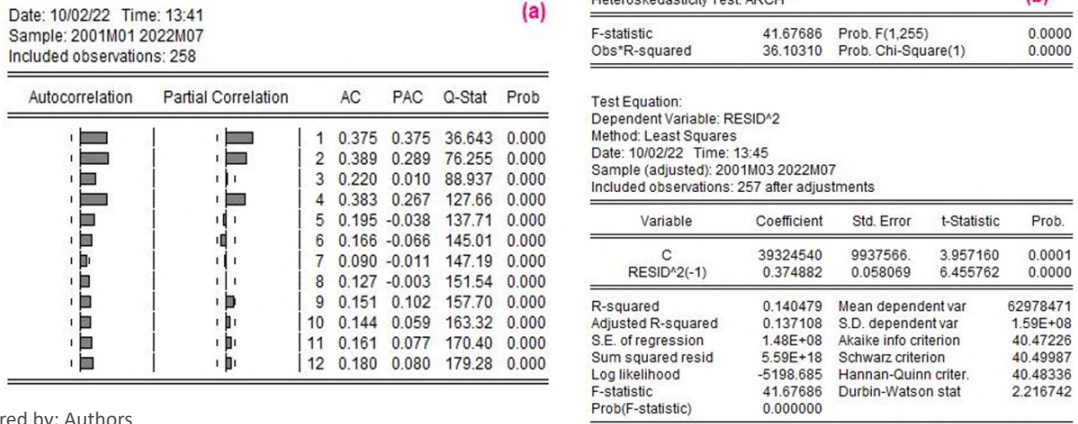 (a)
Date: 10/02/22 Time: 13:41
Sample: 2001M01 2022M07
Included observations: 258
Autocorrelation Partial Correlation AC PAC Q-Stat Prob
1 0.375 0.375 36.643 0.000
2 0.389 0.289 76.255 0.000
3 0.220 0.010 88.937 0.000
4 0.383 0.267 127.66 0.000
5 0.195 -0.038 137.71 0.000
6 0.166 -0.066 145.01 0.000
7 0.090 -0.011 147.19 0.000
8 0.127 -0.003 151.54 0.000
9 0.151 0.102 157.70 0.000
10 0.144 0.059 163.32 0.000
11 0.161 0.077 170.40 0.000
12 0.180 0.080 179.28 0.000
red by: Authors
Heteroskedasticity Test: ARCH
F-statistic 41.67686 Prob. F(1,255) 0.0000
Obs*R-squared 36.10310 Prob. Chi-Square(1) 0.0000
Test Equation:
Dependent Variable: RESID^2
Method: Least Squares
Date: 10/02/22 Time: 13:45
Sample (adjusted): 2001M03 2022M07
Included observations: 257 after adjustments
Variable Coefficient Std. Error t-Statistic Prob.
C 39324540 9937566. 3.957160 0.0001
RESID^2(-1) 0.374882 0.058069 6.455762 0.0000
R-squared 0.140479 Mean dependent var 62978471
Adjusted R-squared 0.137108 S.D. dependent var 1.59E+08
S.E. of regression 1.48E+08 Akaike info criterion 40.47226
Sum squared resid 5.59E+18 Schwarz criterion 40.49987
Log likelihood -5198.685 Hannan-Quinn criter. 40.48336
F-statistic 41.67686 Durbin-Watson stat 2.216742
Prob(F-statistic) 0.000000